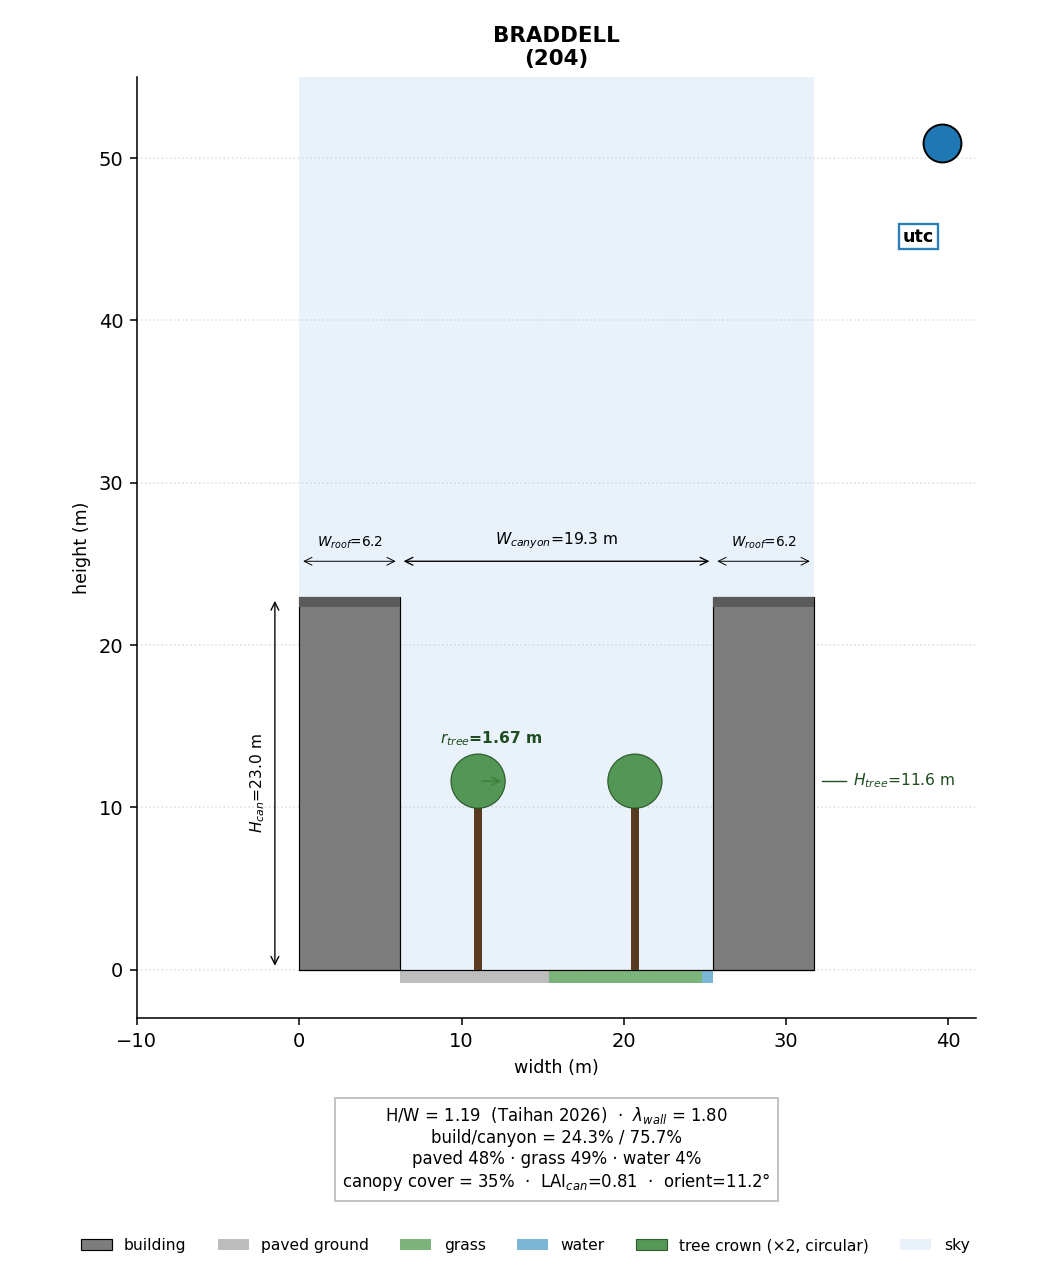 BRADDELL
(204)
50
40
30
20
10
0
height (m)
utc
W_roof=6.2
W_canyon=19.3 m
W_roof=6.2
r_tree=1.67 m
H_can=23.0 m
H_tree=11.6 m
−10
0
10
20
30
40
width (m)
H/W = 1.19 (Taihan 2026) · λ_wall = 1.80
build/canyon = 24.3% / 75.7%
paved 48% · grass 49% · water 4%
canopy cover = 35% · LAI_can=0.81 · orient=11.2°
building
paved ground
grass
water
tree crown (×2, circular)
sky